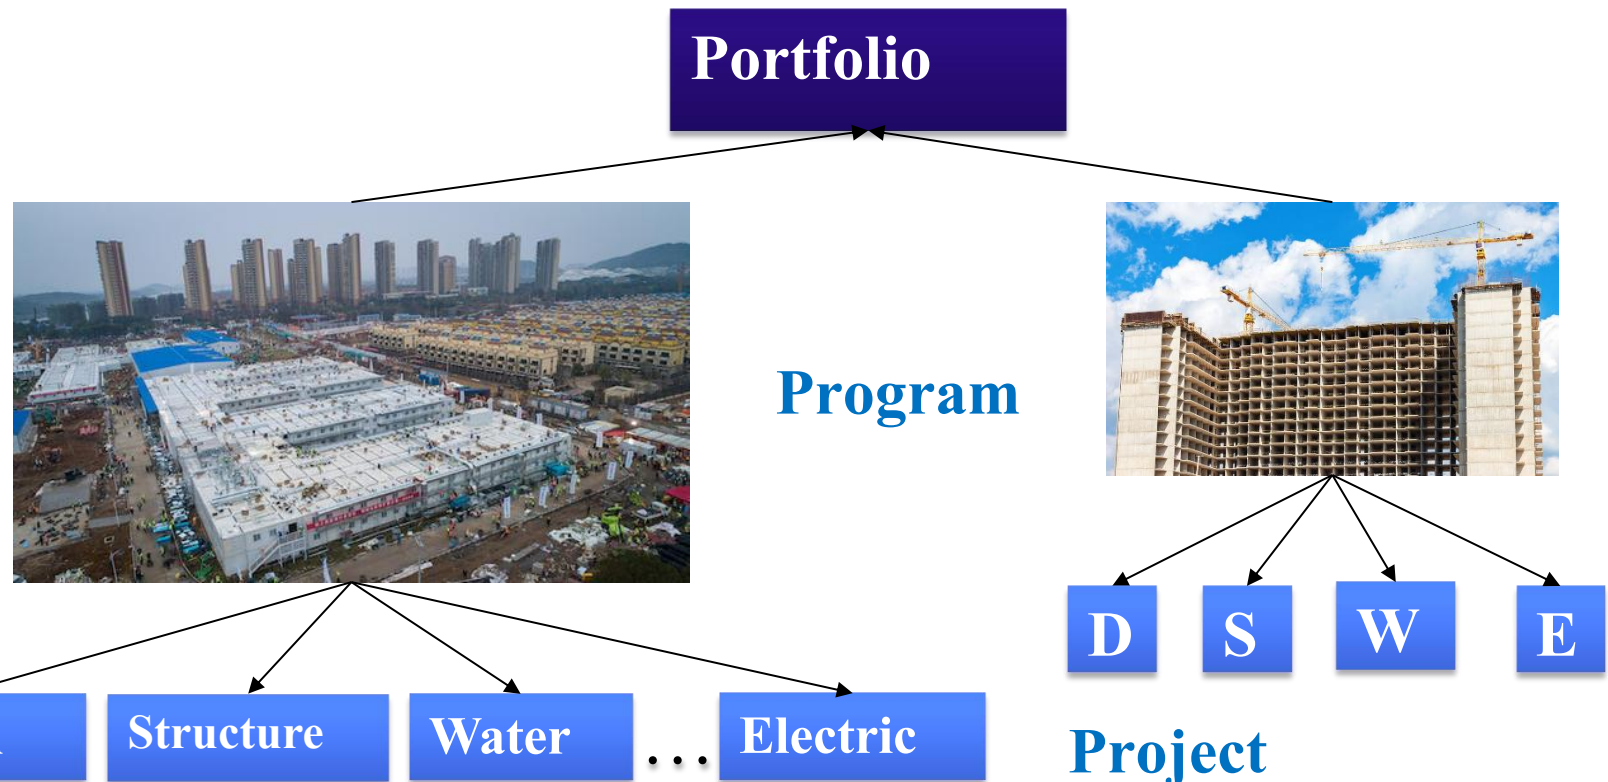 Portfolio
Program
D
S
W
E
Structure
Water
...
Electric
Project